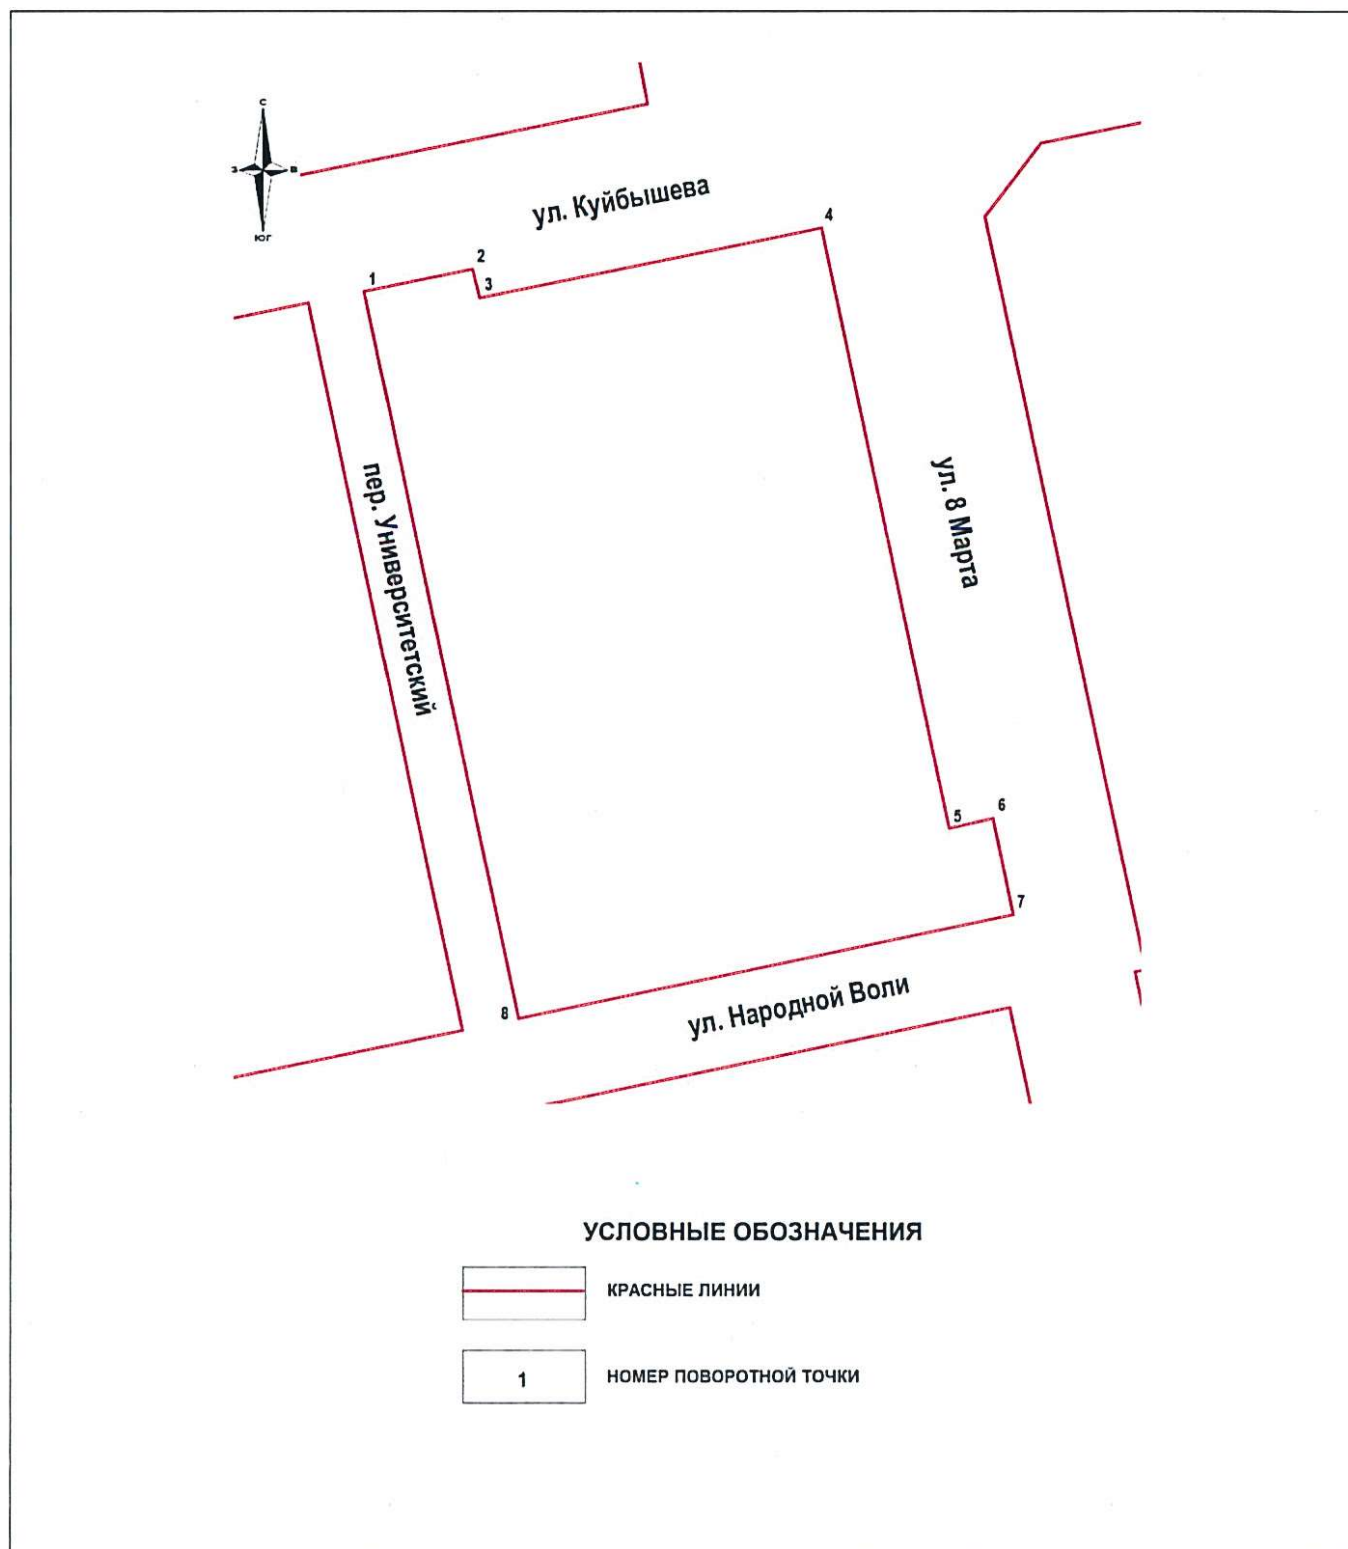 С
З
В
ЮГ
ул. Куйбышева
4
2
1
3
пер. Университетский
ул. 8 Марта
5
6
7
8
ул. Народной Воли
УСЛОВНЫЕ ОБОЗНАЧЕНИЯ
КРАСНЫЕ ЛИНИИ
1
НОМЕР ПОВОРОТНОЙ ТОЧКИ